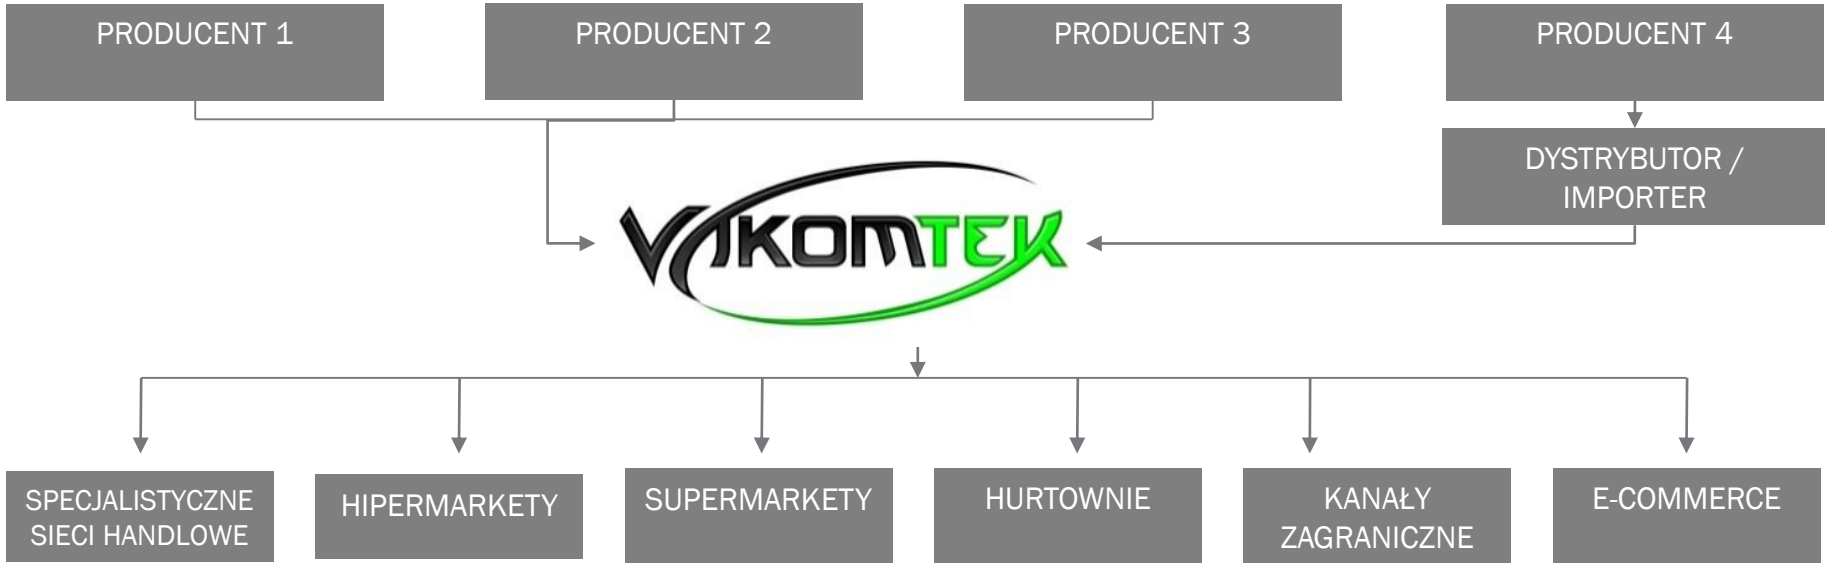 PRODUCENT 1
PRODUCENT 2
PRODUCENT 3
PRODUCENT 4
DYSTRYBUTOR /
IMPORTER
VAKOMTEK
SPECJALISTYCZNE
SIECI HANDLOWE
HIPERMARKETY
SUPERMARKETY
HURTOWNIE
KANAŁY
ZAGRANICZNE
E-COMMERCE